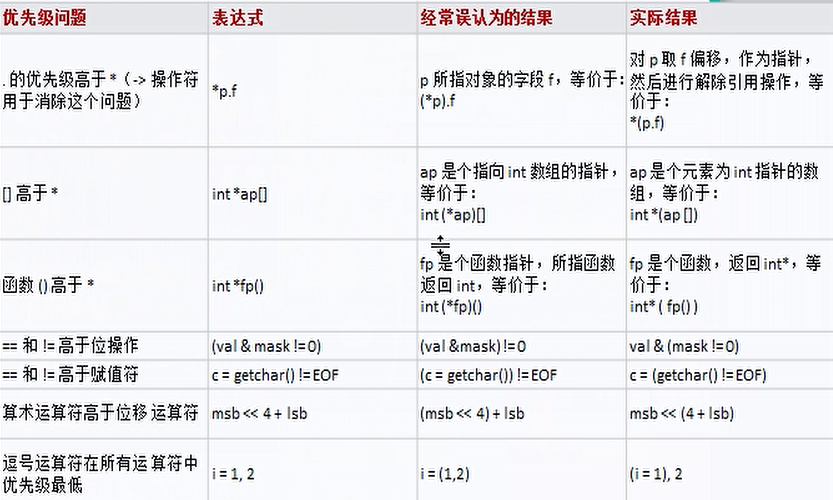 优先级问题
表达式
经常误认为的结果
实际结果
. 的优先级高于 *（-> 操作符
用于消除这个问题）
*p.f
p 所指对象的字段 f，等价于：
(*p).f
对 p 取 f 偏移，作为指针，
然后进行解除引用操作，等
价于：
*(p.f)
[] 高于 *
int *ap[]
ap 是个指向 int 数组的指针，
等价于：
int (*ap)[]
ap 是个元素为 int 指针的数
组，等价于：
int *(ap [])
函数 () 高于 *
int *fp()
fp 是个函数指针，所指函数
返回 int，等价于：
int (*fp)()
fp 是个函数，返回 int*，等
价于：
int* ( fp() )
== 和 != 高于位操作
(val & mask != 0)
(val &mask) != 0
val & (mask != 0)
== 和 != 高于赋值符
c = getchar() != EOF
(c = getchar()) != EOF
c = (getchar() != EOF)
算术运算符高于位移 运算符
msb << 4 + lsb
(msb << 4) + lsb
msb << (4 + lsb)
逗号运算符在所有运 算符中
优先级最低
i = 1, 2
i = (1,2)
(i = 1), 2